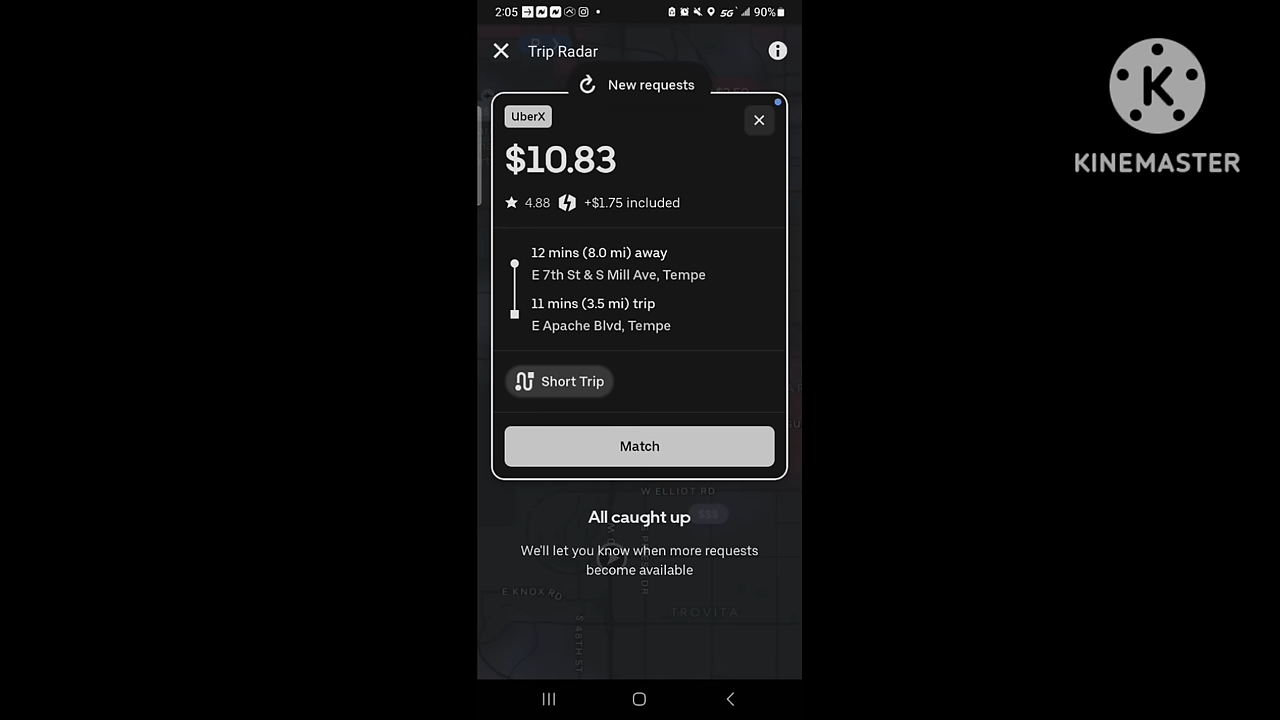 2:05
5G
90%
Trip Radar
New requests
UberX
$10.83
4.88 +$1.75 included
12 mins (8.0 mi) away
E 7th St & S Mill Ave, Tempe
11 mins (3.5 mi) trip
E Apache Blvd, Tempe
Short Trip
Match
W ELLIOT RD
All caught up
$$$
We'll let you know when more requests
become available
E KNOX RD
TROVITA
S 48TH ST
K
KINEMASTER